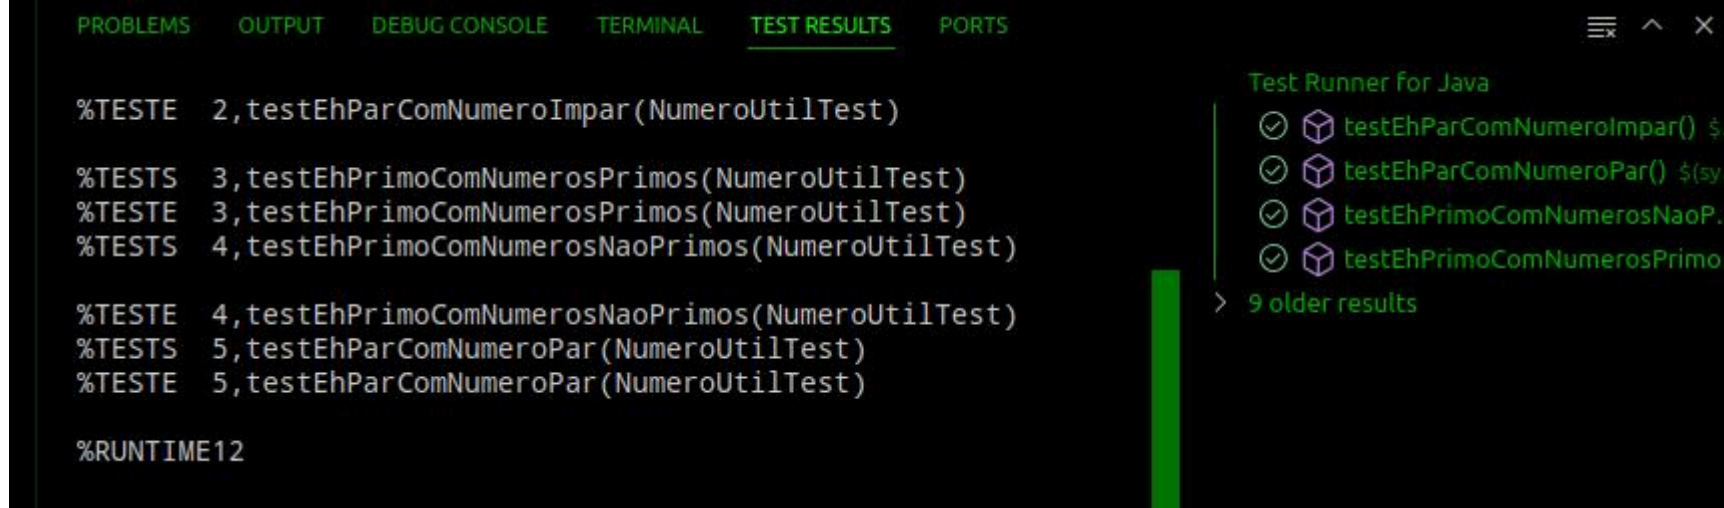 PROBLEMS OUTPUT DEBUG CONSOLE TERMINAL TEST RESULTS PORTS
%TESTE  2,testEhParComNumeroImpar(NumeroUtilTest)
%TESTS  3,testEhPrimoComNumerosPrimos(NumeroUtilTest)
%TESTE  3,testEhPrimoComNumerosPrimos(NumeroUtilTest)
%TESTS  4,testEhPrimoComNumerosNaoPrimos(NumeroUtilTest)
%TESTE  4,testEhPrimoComNumerosNaoPrimos(NumeroUtilTest)
%TESTS  5,testEhParComNumeroPar(NumeroUtilTest)
%TESTE  5,testEhParComNumeroPar(NumeroUtilTest)
%RUNTIME12
Test Runner for Java
testEhParComNumeroImpar() $
testEhParComNumeroPar() $(sy
testEhPrimoComNumerosNaoP.
testEhPrimoComNumerosPrimo
9 older results